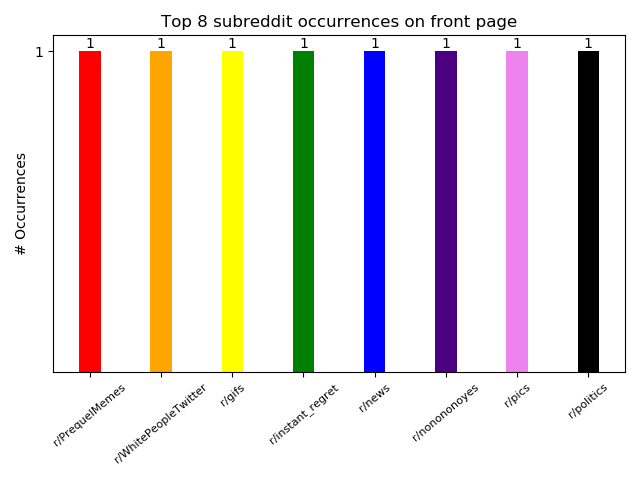 Top 8 subreddit occurrences on front page
1 1 1 1 1 1 1 1
1
# Occurrences
r/PrequelMemes
r/WhitePeopleTwitter
r/gifs
r/instant_regret
r/news
r/nonononoyes
r/pics
r/politics